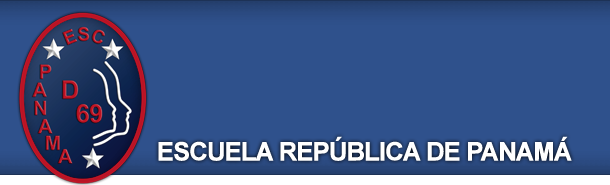 ESC
PANAMA
D
69
ESCUELA REPÚBLICA DE PANAMÁ